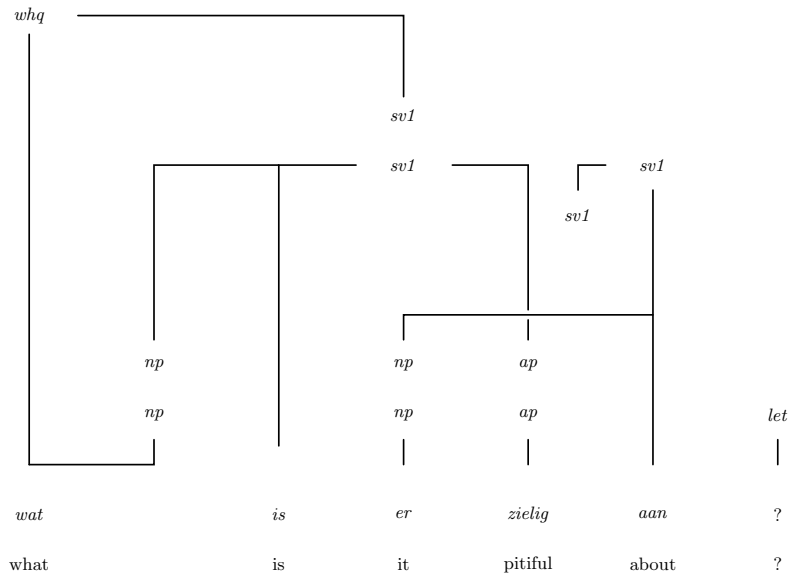 whq
sv1
sv1 sv1
sv1
np np ap
np np ap let
wat is er zielig aan ?
what is it pitiful about ?